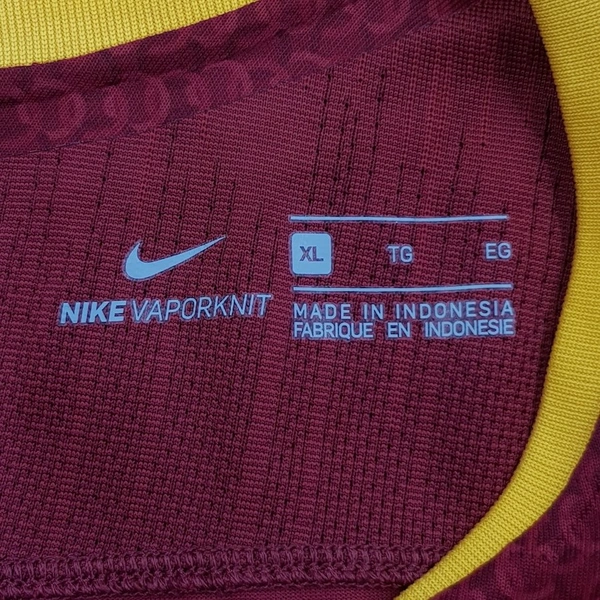 NIKE VAPORKNIT
XL TG EG
MADE IN INDONESIA
FABRIQUE EN INDONESIE